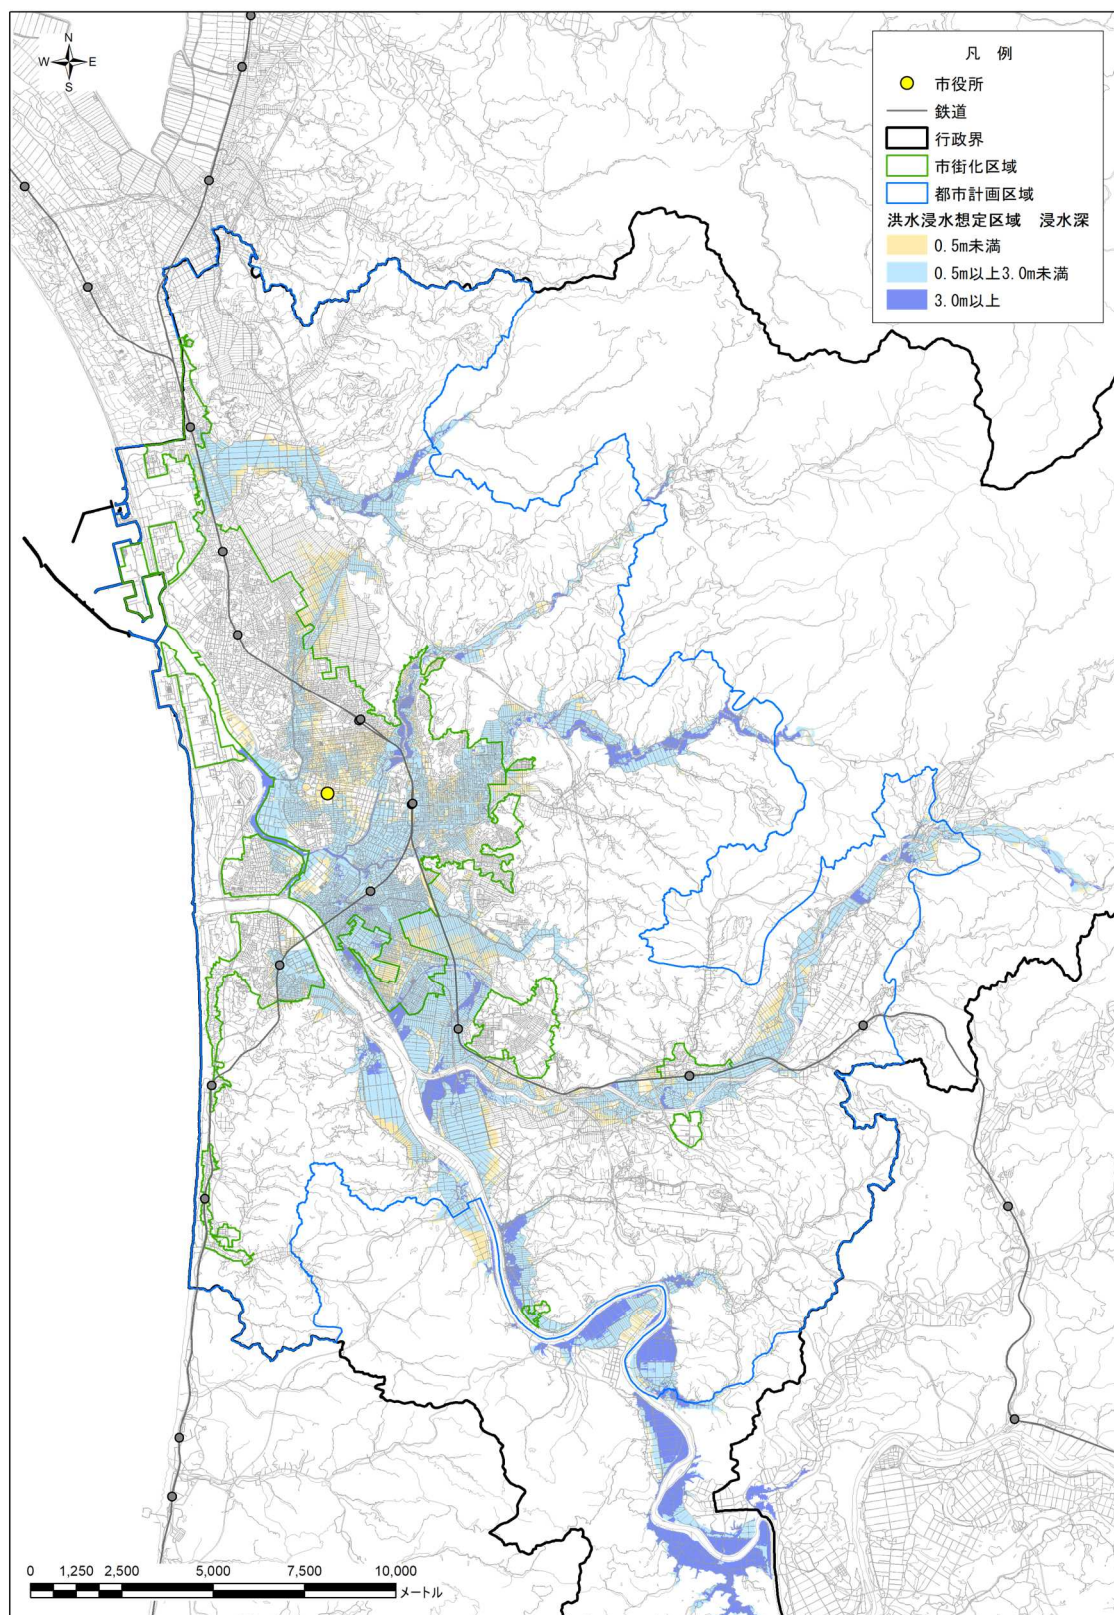 N
W E
S
凡 例
市役所
鉄道
行政界
市街化区域
都市計画区域
洪水浸水想定区域 浸水深
0.5m未満
0.5m以上3.0m未満
3.0m以上
0 1,250 2,500 5,000 7,500 10,000
メートル